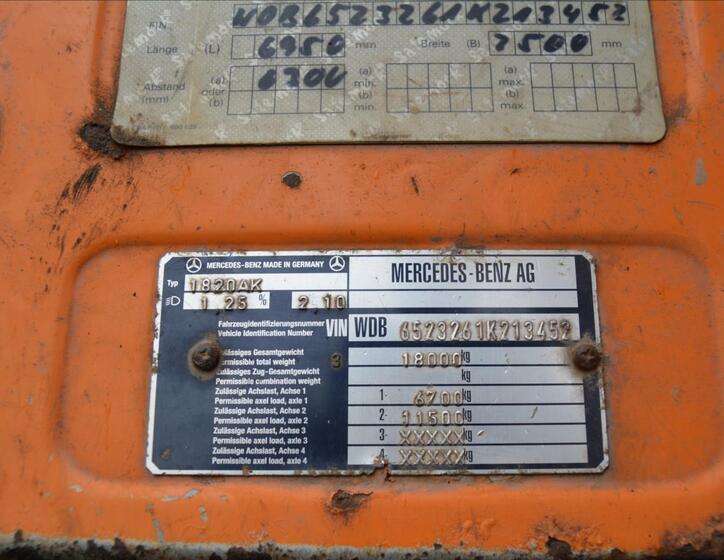 FIN WDB6523261K213452
Länge (L) 6950 mm Breite (B) 2500 mm
Abstand (a) 6300 (a) (a)
(mm) oder min. max.
(b) (b) (b)
min. max.
MERCEDES-BENZ MADE IN GERMANY
Typ 1820AK
1,25 % 2,10
MERCEDES-BENZ AG
Fahrzeugidentifizierungsnummer
Vehicle Identification Number
VIN WDB 6523261K213452
Zulässiges Gesamtgewicht
Permissible total weight
3 18000 kg
Zulässiges Zug-Gesamtgewicht
Permissible combination weight
kg
Zulässige Achslast, Achse 1
Permissible axel load, axle 1
1- 6700 kg
Zulässige Achslast, Achse 2
Permissible axel load, axle 2
2- 11500 kg
Zulässige Achslast, Achse 3
Permissible axel load, axle 3
3- XXXXX kg
Zulässige Achslast, Achse 4
Permissible axel load, axle 4
4- XXXXX kg